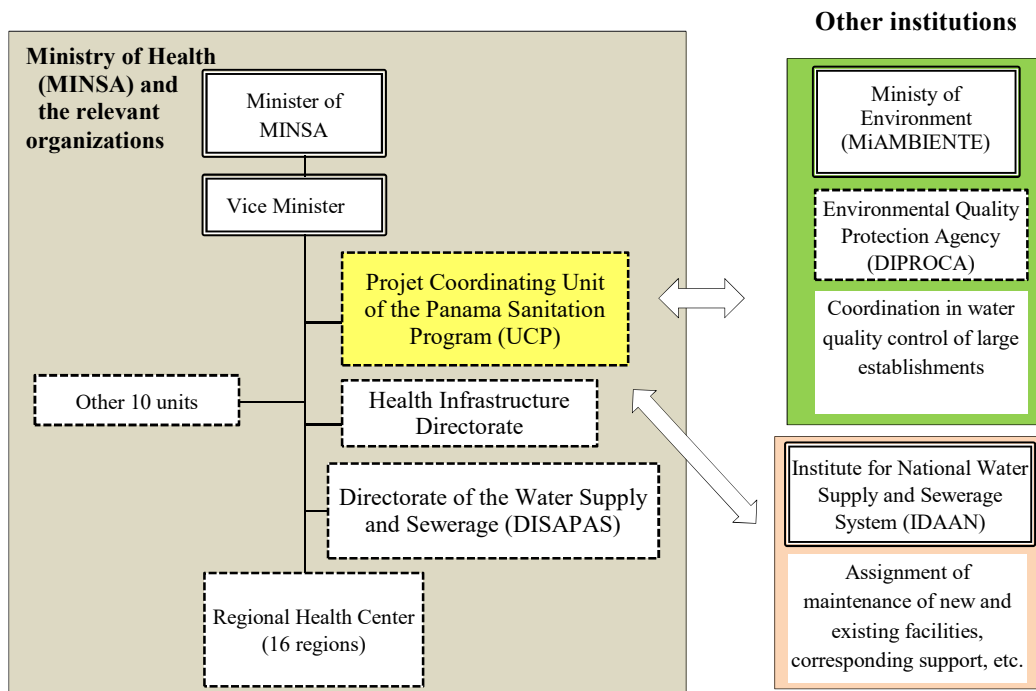 Other institutions
Ministry of Health
(MINSA) and
the relevant
organizations
Minister of
MINSA
Vice Minister
Projet Coordinating Unit
of the Panama Sanitation
Program (UCP)
Other 10 units
Health Infrastructure
Directorate
Directorate of the Water Supply
and Sewerage (DISAPAS)
Regional Health Center
(16 regions)
Ministy of
Environment
(MiAMBIENTE)
Environmental Quality
Protection Agency
(DIPROCA)
Coordination in water
quality control of large
establishments
Institute for National Water
Supply and Sewerage
System (IDAAN)
Assignment of
maintenance of new and
existing facilities,
corresponding support, etc.